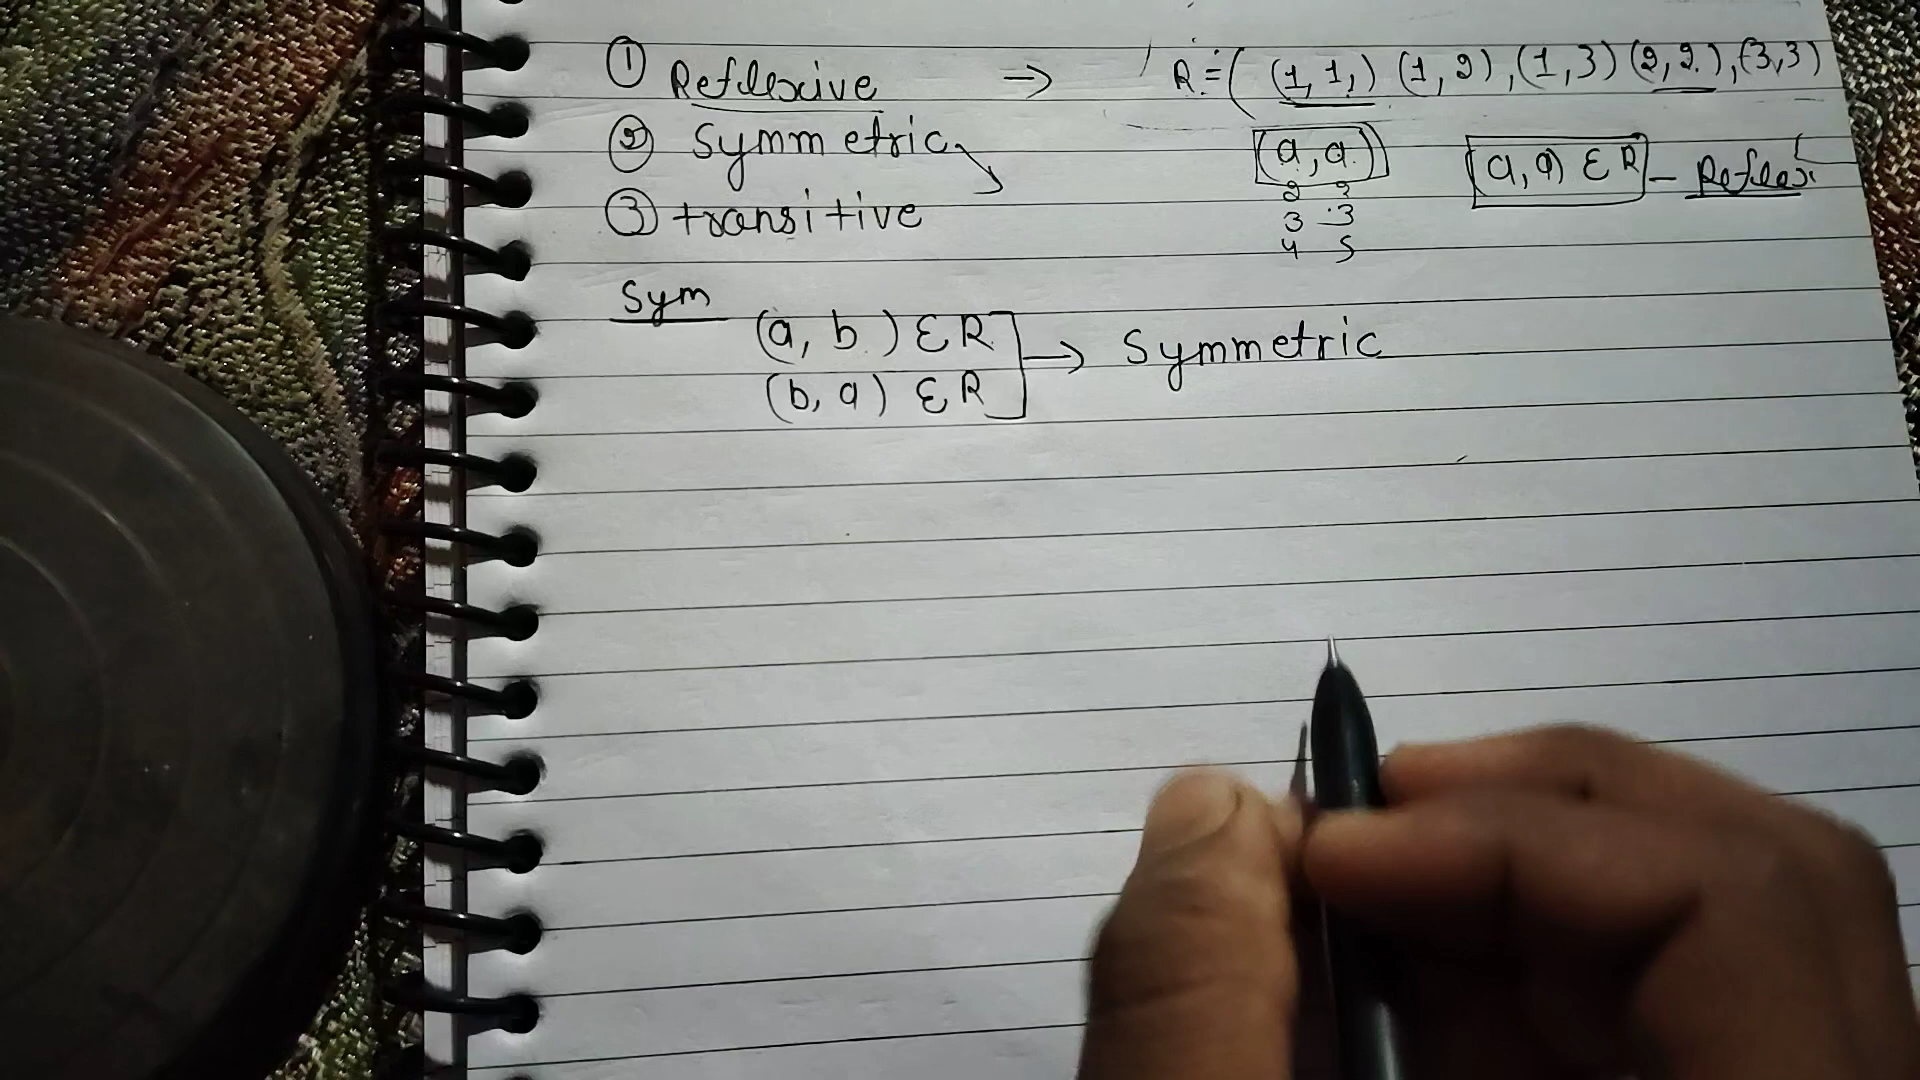 ① Reflexive → R = ( (1, 1,) (1, 2), (1, 3) (2, 2.), (3,3)
② Symmetric (a, a) (a, a) Ɛ R – Reflex
③ transitive 2 2
3 3
4 5
Sym
(a, b) Ɛ R → Symmetric
(b, a) Ɛ R